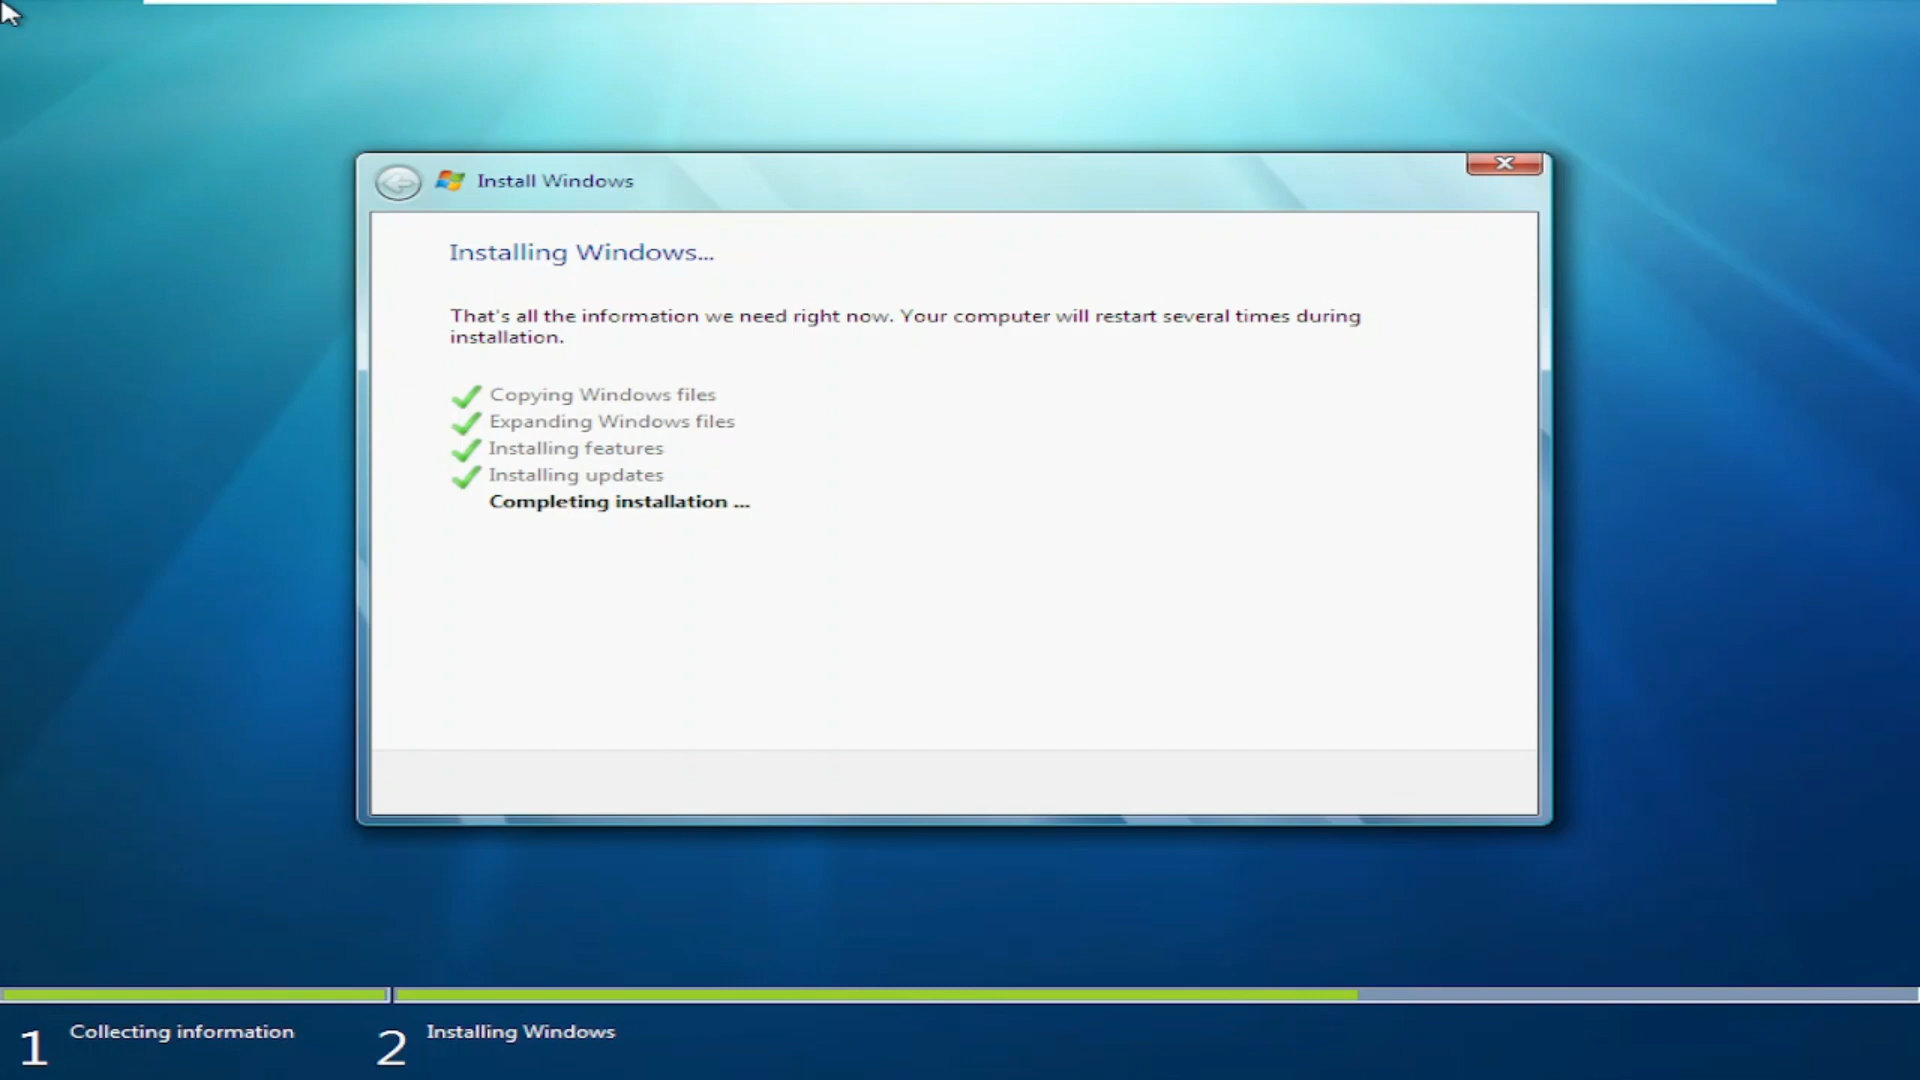 Install Windows
Installing Windows...
That's all the information we need right now. Your computer will restart several times during
installation.
Copying Windows files
Expanding Windows files
Installing features
Installing updates
Completing installation ...
1 Collecting information
2 Installing Windows